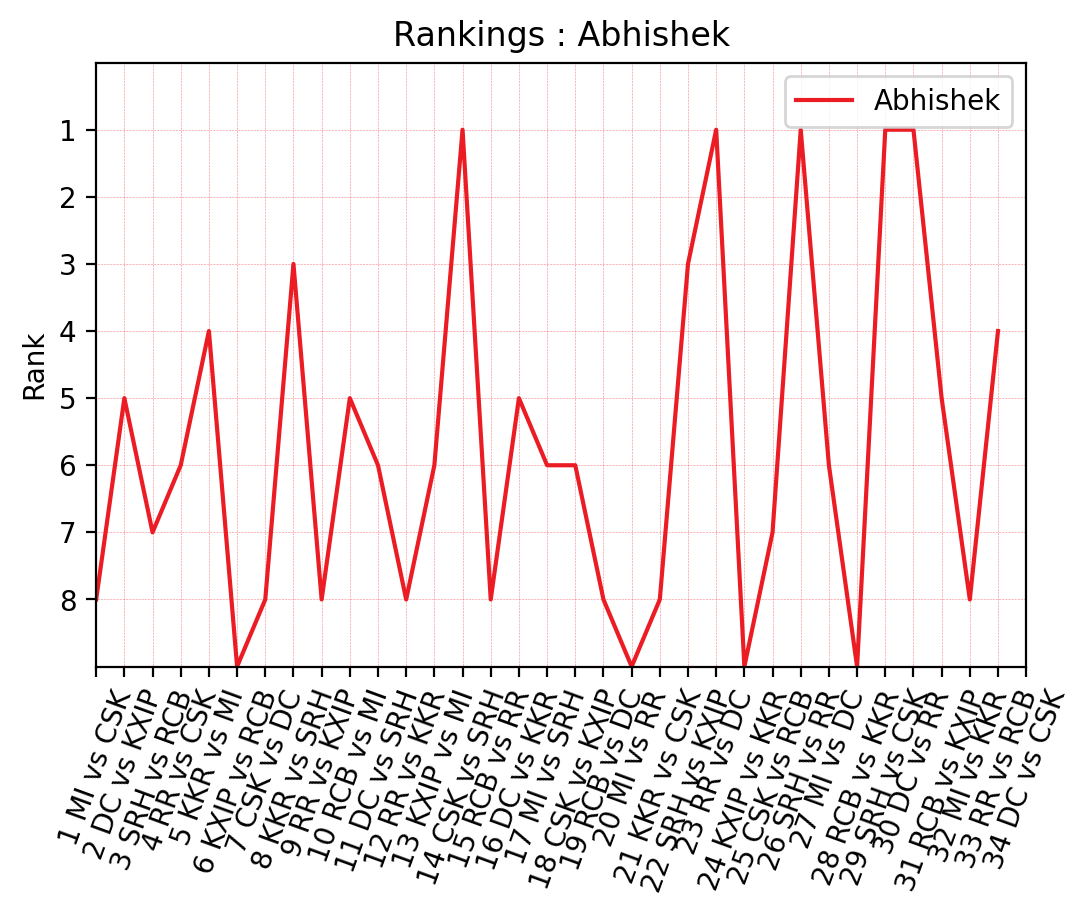 Rankings : Abhishek
Abhishek
Rank
1
2
3
4
5
6
7
8
1 MI vs CSK
2 DC vs KXIP
3 SRH vs RCB
4 RR vs CSK
5 KKR vs MI
6 KXIP vs RCB
7 CSK vs DC
8 KKR vs SRH
9 RR vs KXIP
10 RCB vs MI
11 DC vs SRH
12 RR vs KKR
13 KXIP vs MI
14 CSK vs SRH
15 RCB vs RR
16 DC vs KKR
17 MI vs SRH
18 CSK vs KXIP
19 RCB vs DC
20 MI vs RR
21 KKR vs CSK
22 SRH vs KXIP
23 RR vs DC
24 KXIP vs KKR
25 CSK vs RCB
26 SRH vs RR
27 MI vs DC
28 RCB vs KKR
29 SRH vs CSK
30 DC vs RR
31 RCB vs KXIP
32 MI vs KKR
33 RR vs RCB
34 DC vs CSK